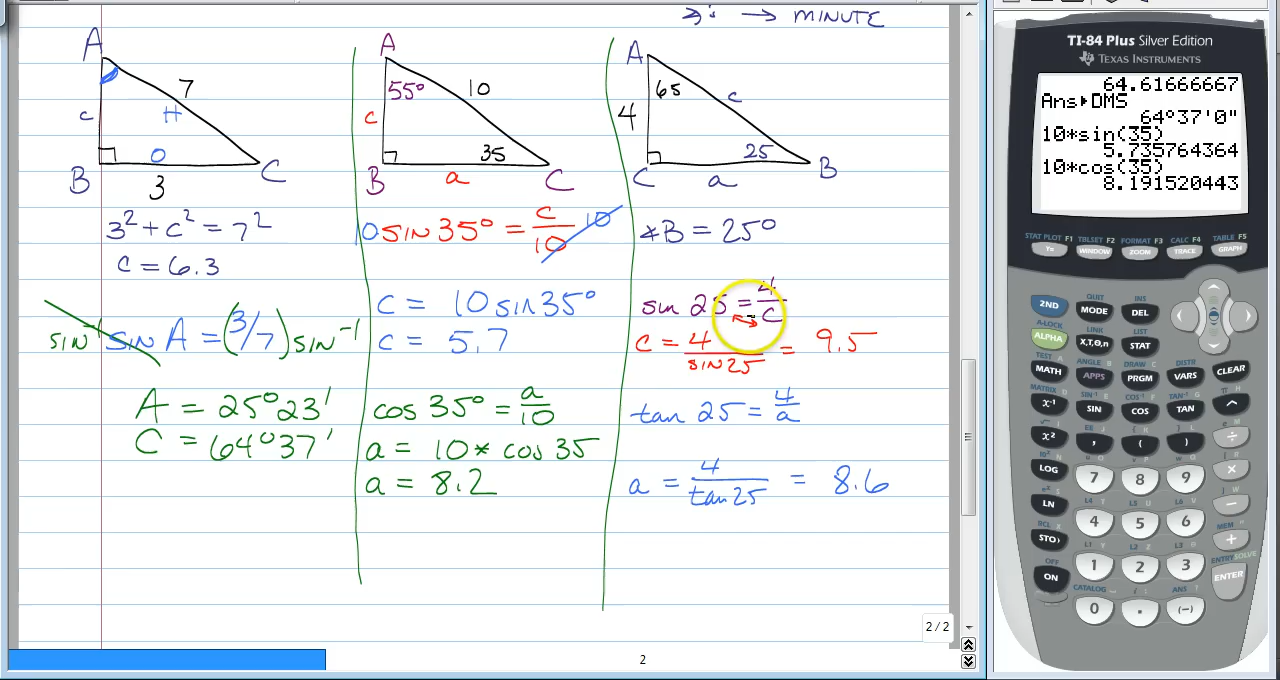 → MINUTE
A
7
c
H
O
B
3
C
3² + c² = 7²
c = 6.3
sin⁻¹ sin A = (3/7) sin⁻¹
A = 25°23'
C = 64°37'
A
55°
10
c
35
B
a
C
10 sin 35° = c/10 10
c = 10 sin 35°
c = 5.7
cos 35° = a/10
a = 10 * cos 35
a = 8.2
A
65
c
4
25
C
a
B
∡B = 25°
sin 25 = 4/c
c = 4/sin 25 = 9.5
tan 25 = 4/a
a = 4/tan 25 = 8.6
2 / 2
2
TI-84 Plus Silver Edition
TEXAS INSTRUMENTS
64.61666667
Ans▸DMS
64°37'0"
10*sin(35)
5.735764364
10*cos(35)
8.191520443
STAT PLOT F1 TBLSET F2 FORMAT F3 CALC F4 TABLE F5
Y= WINDOW ZOOM TRACE GRAPH
QUIT INS
2ND MODE DEL
A-LOCK LINK LIST
ALPHA X,T,θ,n STAT
TEST A ANGLE B DRAW C DISTR
MATH APPS PRGM VARS CLEAR
MATRIX D SIN⁻¹ E COS⁻¹ F TAN⁻¹ G π H
x⁻¹ SIN COS TAN ^
x² , ( ) ÷
LOG 7 8 9 ×
LN 4 5 6 −
STO› 1 2 3 +
OFF CATALOG ENTRY SOLVE
ON 0 . (−) ENTER